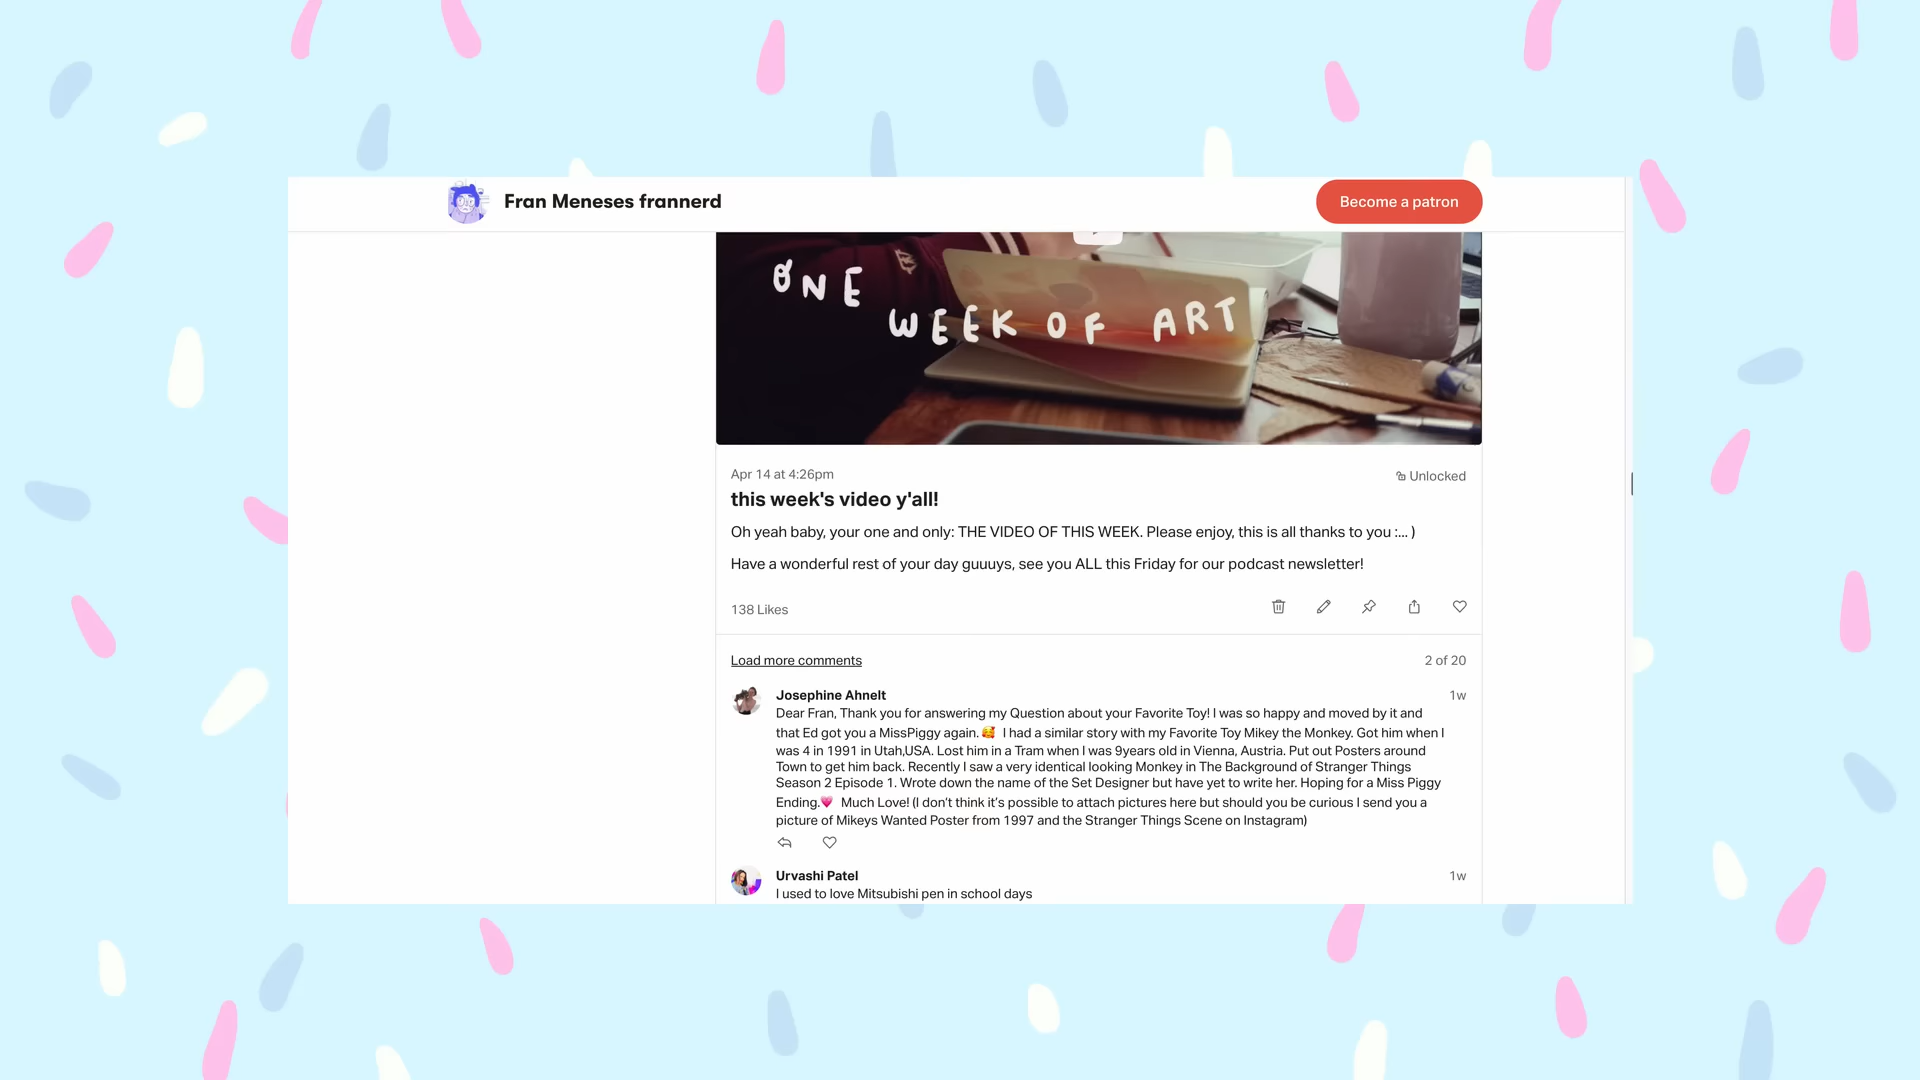 Fran Meneses frannerd
Become a patron
ONE
WEEK OF ART
Apr 14 at 4:26pm
Unlocked
this week's video y'all!
Oh yeah baby, your one and only: THE VIDEO OF THIS WEEK. Please enjoy, this is all thanks to you :... )
Have a wonderful rest of your day guuuys, see you ALL this Friday for our podcast newsletter!
138 Likes
Load more comments
2 of 20
Josephine Ahnelt
1w
Dear Fran, Thank you for answering my Question about your Favorite Toy! I was so happy and moved by it and
that Ed got you a MissPiggy again. 🥰 I had a similar story with my Favorite Toy Mikey the Monkey. Got him when I
was 4 in 1991 in Utah,USA. Lost him in a Tram when I was 9years old in Vienna, Austria. Put out Posters around
Town to get him back. Recently I saw a very identical looking Monkey in The Background of Stranger Things
Season 2 Episode 1. Wrote down the name of the Set Designer but have yet to write her. Hoping for a Miss Piggy
Ending.💗 Much Love! (I don't think it's possible to attach pictures here but should you be curious I send you a
picture of Mikeys Wanted Poster from 1997 and the Stranger Things Scene on Instagram)
Urvashi Patel
1w
I used to love Mitsubishi pen in school days